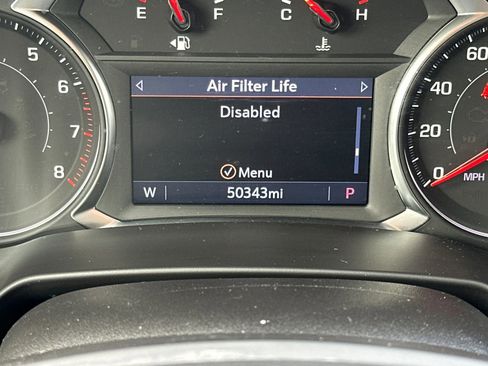 E F C H
Air Filter Life
Disabled
Menu
W 50343mi P
5
6
7
8
60
40
20
0
MPH